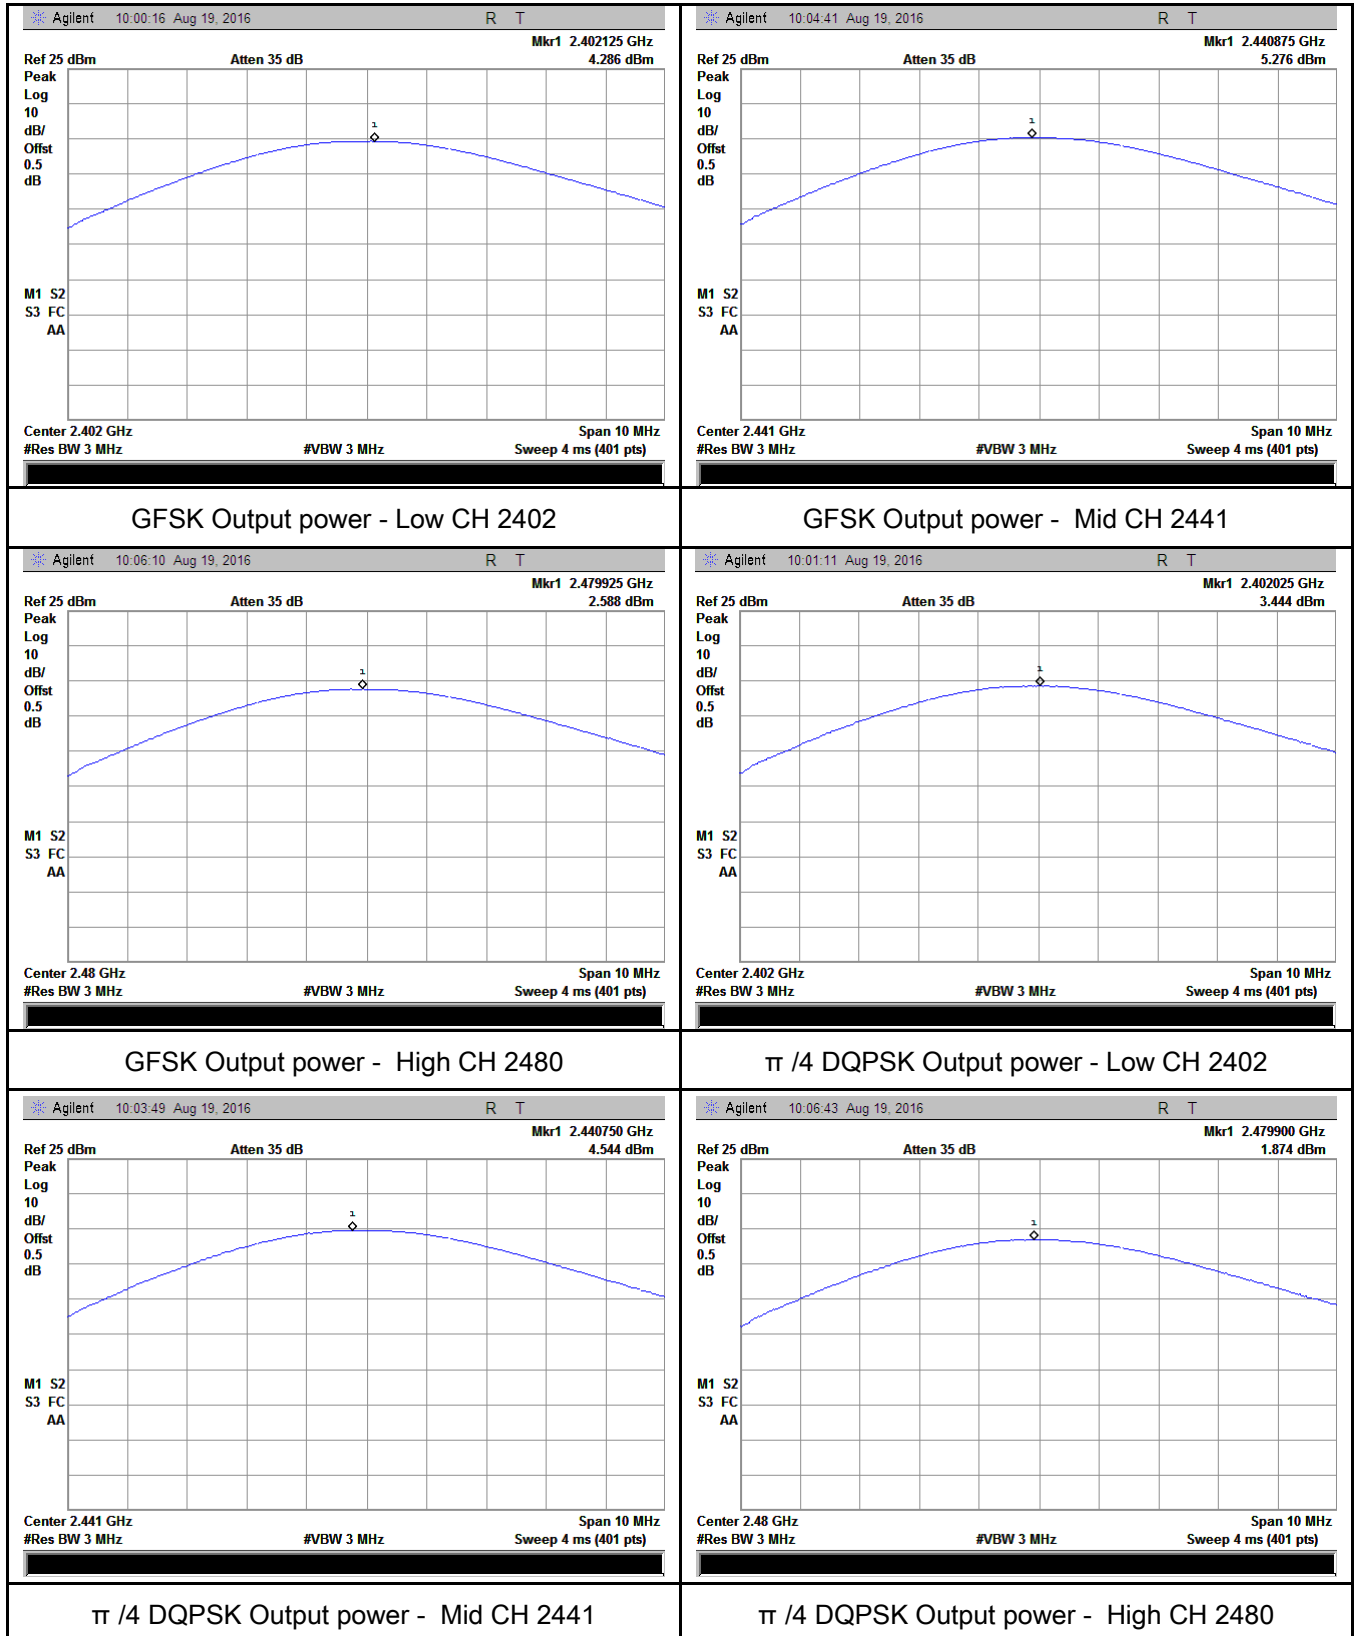 Agilent 10:00:16 Aug 19, 2016 R T
Mkr1 2.402125 GHz
Ref 25 dBm Atten 35 dB 4.286 dBm
Peak
Log
10
dB/
Offst
0.5
dB
1
M1 S2
S3 FC
AA
Center 2.402 GHz Span 10 MHz
#Res BW 3 MHz #VBW 3 MHz Sweep 4 ms (401 pts)
GFSK Output power - Low CH 2402
Agilent 10:04:41 Aug 19, 2016 R T
Mkr1 2.440875 GHz
Ref 25 dBm Atten 35 dB 5.276 dBm
Peak
Log
10
dB/
Offst
0.5
dB
1
M1 S2
S3 FC
AA
Center 2.441 GHz Span 10 MHz
#Res BW 3 MHz #VBW 3 MHz Sweep 4 ms (401 pts)
GFSK Output power - Mid CH 2441
Agilent 10:06:10 Aug 19, 2016 R T
Mkr1 2.479925 GHz
Ref 25 dBm Atten 35 dB 2.588 dBm
Peak
Log
10
dB/
Offst
0.5
dB
1
M1 S2
S3 FC
AA
Center 2.48 GHz Span 10 MHz
#Res BW 3 MHz #VBW 3 MHz Sweep 4 ms (401 pts)
GFSK Output power - High CH 2480
Agilent 10:01:11 Aug 19, 2016 R T
Mkr1 2.402025 GHz
Ref 25 dBm Atten 35 dB 3.444 dBm
Peak
Log
10
dB/
Offst
0.5
dB
1
M1 S2
S3 FC
AA
Center 2.402 GHz Span 10 MHz
#Res BW 3 MHz #VBW 3 MHz Sweep 4 ms (401 pts)
π /4 DQPSK Output power - Low CH 2402
Agilent 10:03:49 Aug 19, 2016 R T
Mkr1 2.440750 GHz
Ref 25 dBm Atten 35 dB 4.544 dBm
Peak
Log
10
dB/
Offst
0.5
dB
1
M1 S2
S3 FC
AA
Center 2.441 GHz Span 10 MHz
#Res BW 3 MHz #VBW 3 MHz Sweep 4 ms (401 pts)
π /4 DQPSK Output power - Mid CH 2441
Agilent 10:06:43 Aug 19, 2016 R T
Mkr1 2.479900 GHz
Ref 25 dBm Atten 35 dB 1.874 dBm
Peak
Log
10
dB/
Offst
0.5
dB
1
M1 S2
S3 FC
AA
Center 2.48 GHz Span 10 MHz
#Res BW 3 MHz #VBW 3 MHz Sweep 4 ms (401 pts)
π /4 DQPSK Output power - High CH 2480